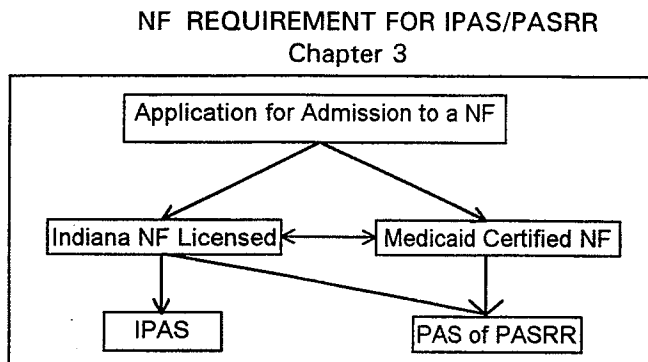 NF REQUIREMENT FOR IPAS/PASRR
Chapter 3
Application for Admission to a NF
Indiana NF Licensed
Medicaid Certified NF
IPAS
PAS of PASRR